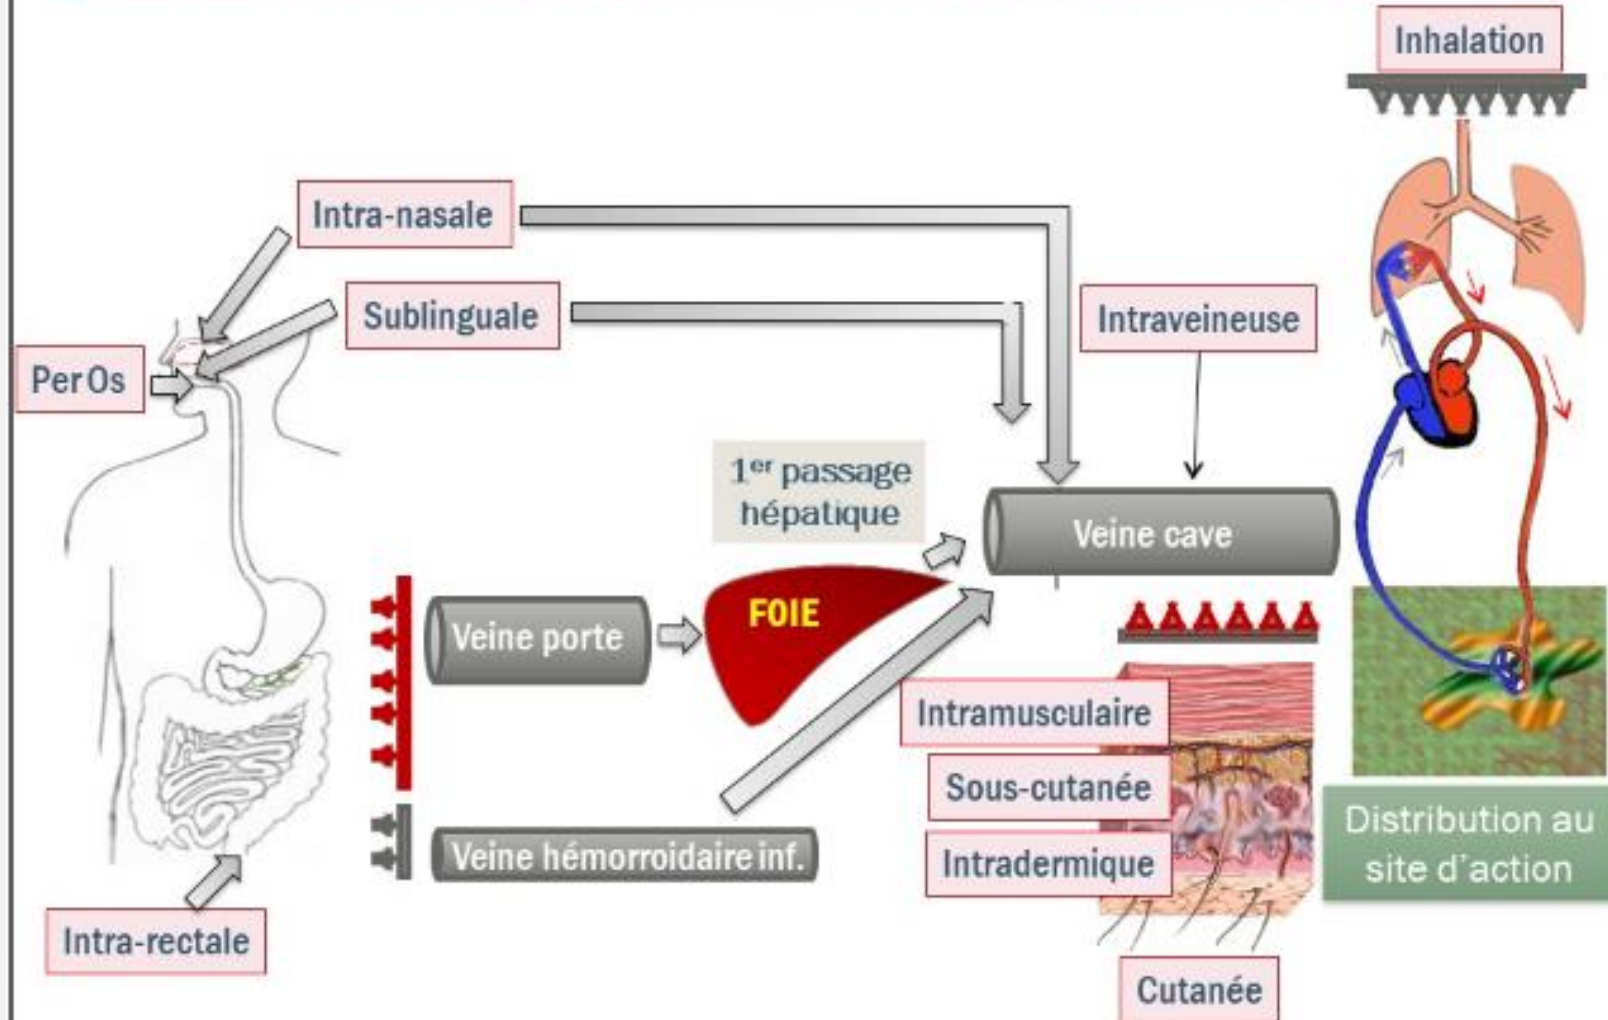 Inhalation
Intra-nasale
Sublinguale
Intraveineuse
Per Os
1er passage
hépatique
Veine cave
FOIE
Veine porte
Intramusculaire
Sous-cutanée
Distribution au
site d'action
Veine hémorroidaire inf.
Intradermique
Intra-rectale
Cutanée